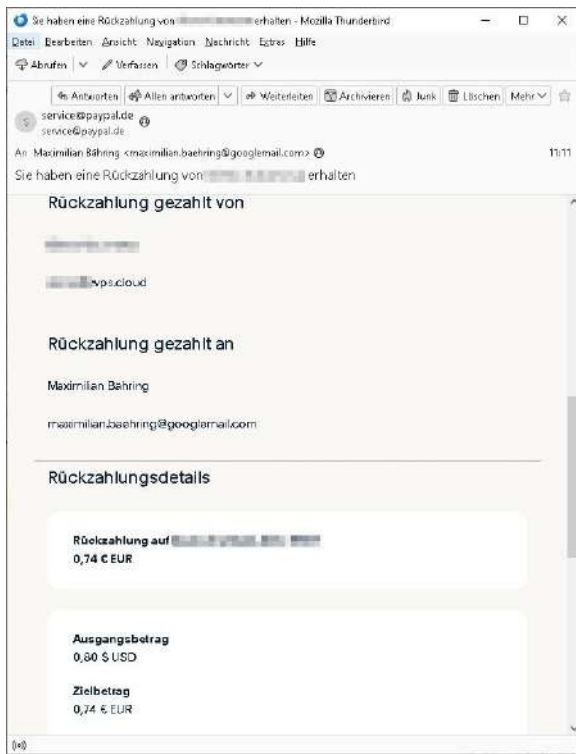 Sie haben eine Rückzahlung von erhalten - Mozilla Thunderbird
Datei Bearbeiten Ansicht Navigation Nachricht Extras Hilfe
Abrufen Verfassen Schlagwörter
Antworten Allen antworten Weiterleiten Archivieren Junk Löschen Mehr
S
service@paypal.de
service@paypal.de
An Maximilian Bähring <maximilian.baehring@googlemail.com> 11:11
Sie haben eine Rückzahlung von erhalten
Rückzahlung gezahlt von
vps.cloud
Rückzahlung gezahlt an
Maximilian Bähring
maximilian.baehring@googlemail.com
Rückzahlungsdetails
Rückzahlung auf
0,74 € EUR
Ausgangsbetrag
0,80 $ USD
Zielbetrag
0,74 € EUR